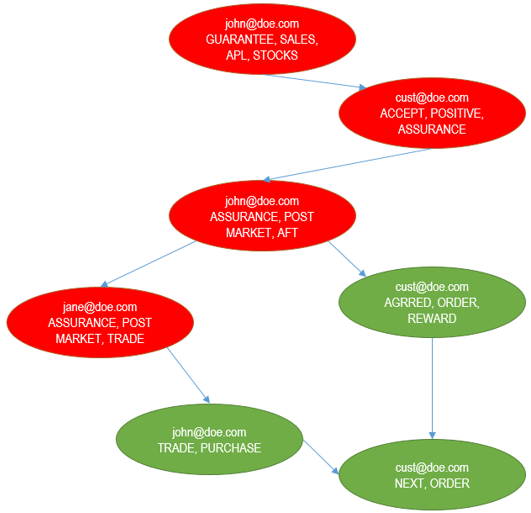 john@doe.com
GUARANTEE, SALES,
APL, STOCKS
cust@doe.com
ACCEPT, POSITIVE,
ASSURANCE
john@doe.com
ASSURANCE, POST
MARKET, AFT
cust@doe.com
AGRRED, ORDER,
REWARD
jane@doe.com
ASSURANCE, POST
MARKET, TRADE
john@doe.com
TRADE, PURCHASE
cust@doe.com
NEXT, ORDER